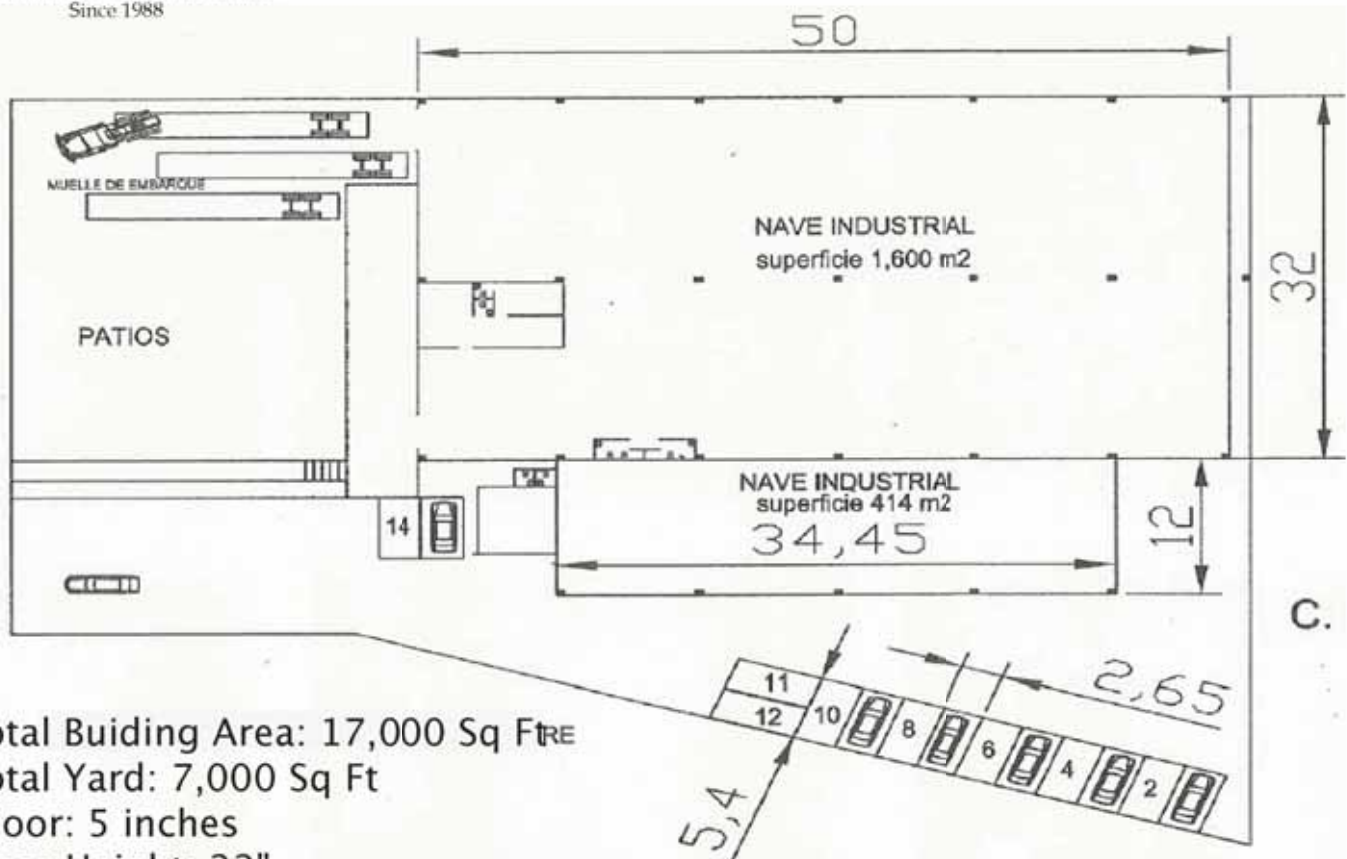 Since 1988
50
MUELLE DE EMBARQUE
NAVE INDUSTRIAL
superficie 1,600 m2
32
PATIOS
NAVE INDUSTRIAL
superficie 414 m2
34,45
12
14
C.
2,65
11
12
10
8
6
4
2
5,4
otal Buiding Area: 17,000 Sq Ft
RE
otal Yard: 7,000 Sq Ft
oor: 5 inches